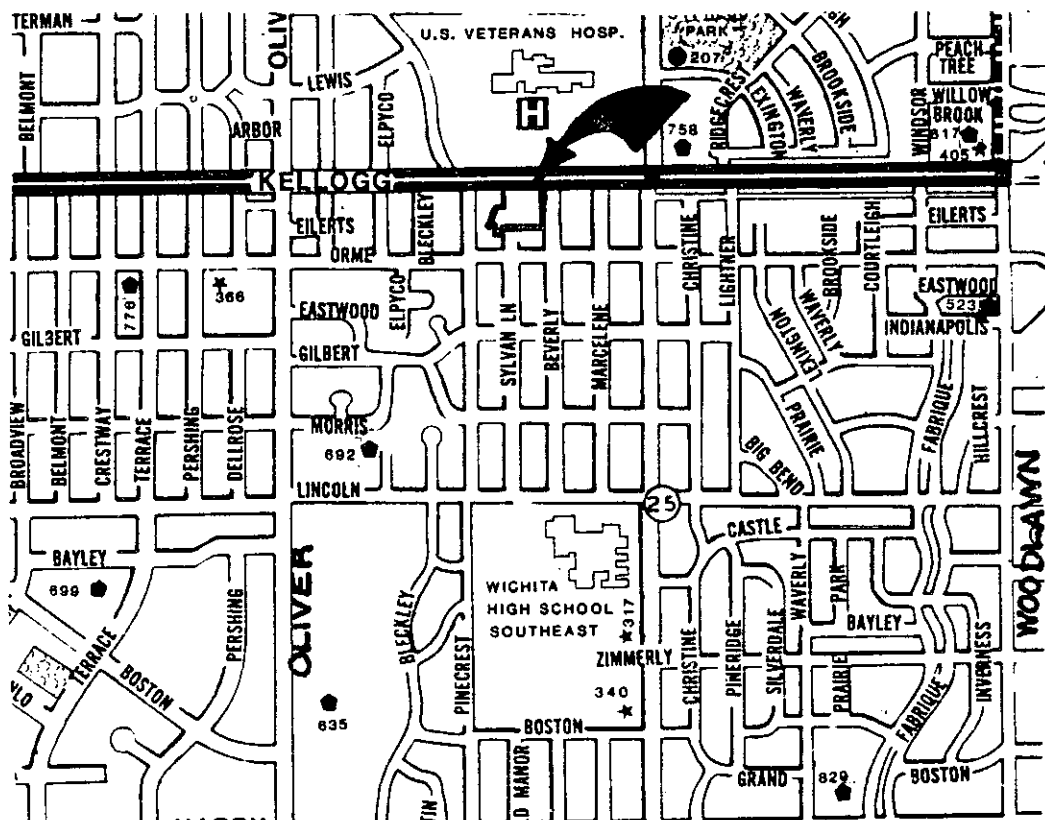 TERMAN
BELMONT
OLIV
LEWIS
ARBOR
ELPYCO
U.S. VETERANS HOSP.
H
PARK
207
758
RIDGECREST
LEXINGTON
WAVERLY
BROOKSIDE
PEACH
TREE
WILLOW
BROOK
WINDSOR
617
405
KELLOGG
EILERTS
ORME
BLECKLEY
CHRISTINE
LIGHTNER
BROOKSIDE
COURTLEIGH
EILERTS
778
366
EASTWOOD
ELPYCO
GILBERT
GILBERT
SYLVAN LN
BEVERLY
MARCELENE
LEXINGTON
WAVERLY
EASTWOOD
523
INDIANAPOLIS
BROADVIEW
BELMONT
CRESTWAY
TERRACE
PERSHING
DELLROSE
MORRIS
692
LINCOLN
PRAIRIE
BIG BEND
FABRIQUE
HILLCREST
WOODLAWN
25
CASTLE
BAYLEY
699
TERRACE
BOSTON
PERSHING
OLIVER
635
BLECKLEY
PINECREST
WICHITA
HIGH SCHOOL
SOUTHEAST
317
ZIMMERLY
340
BOSTON
CHRISTINE
PINERIDGE
SILVERDALE
WAVERLY
PARK
BAYLEY
PRAIRIE
FABRIQUE
INVERNESS
GRAND
829
BOSTON
D MANOR